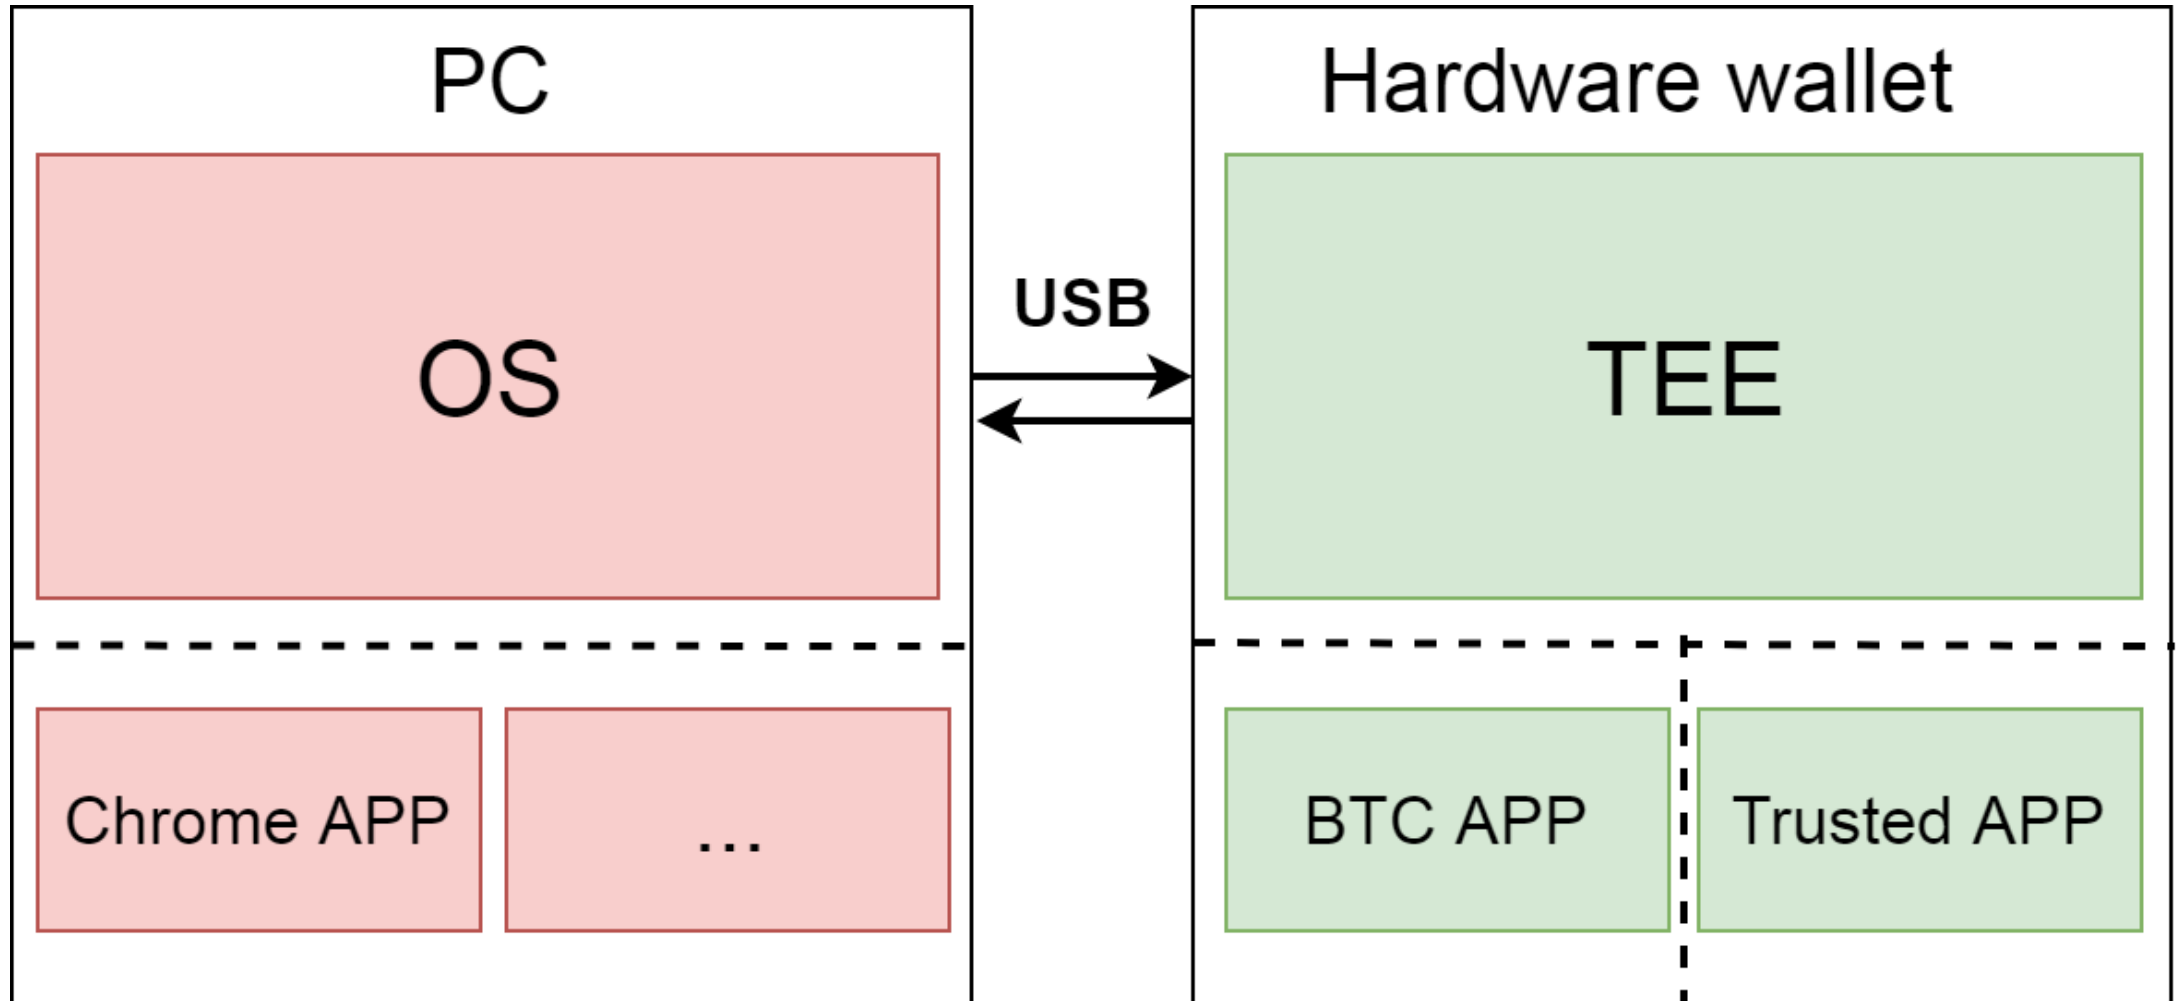 PC
OS
Chrome APP
...
USB
Hardware wallet
TEE
BTC APP
Trusted APP